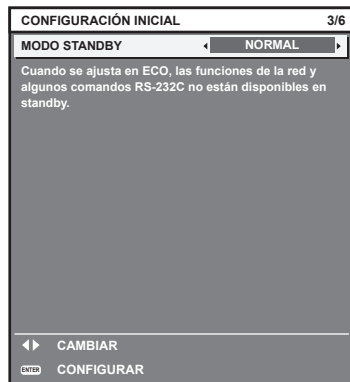 CONFIGURACIÓN INICIAL 3/6
MODO STANDBY NORMAL
Cuando se ajusta en ECO, las funciones de la red y
algunos comandos RS-232C no están disponibles en
standby.
CAMBIAR
ENTER CONFIGURAR